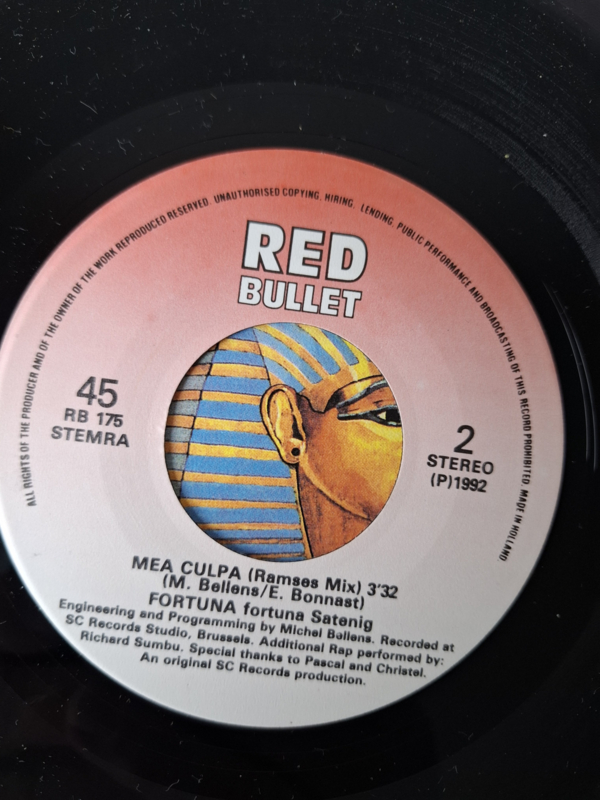 ALL RIGHTS OF THE PRODUCER AND OF THE OWNER OF THE WORK REPRODUCED RESERVED. UNAUTHORISED COPYING, HIRING, LENDING, PUBLIC PERFORMANCE AND BROADCASTING OF THIS RECORD PROHIBITED. MADE IN HOLLAND
RED
BULLET
45
RB 175
STEMRA
2
STEREO
(P)1992
MEA CULPA (Ramses Mix) 3'32
(M. Bellens/E. Bonnast)
FORTUNA fortuna Satenig
Engineering and Programming by Michel Bellens. Recorded at
SC Records Studio, Brussels. Additional Rap performed by:
Richard Sumbu. Special thanks to Pascal and Christel.
An original SC Records production.